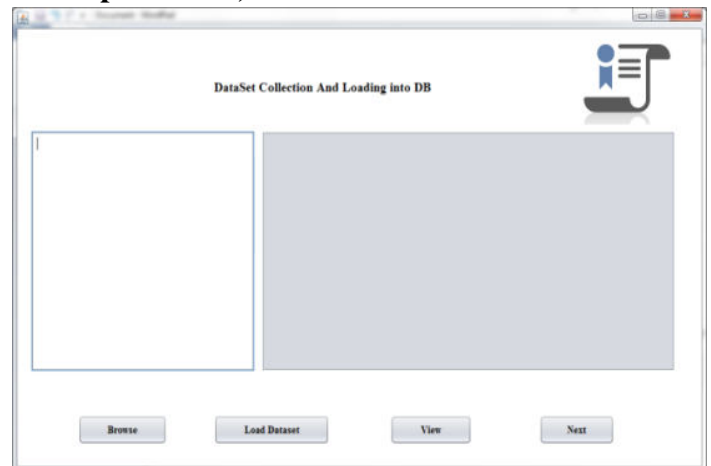 DataSet Collection And Loading into DB
Browse
Load Dataset
View
Next